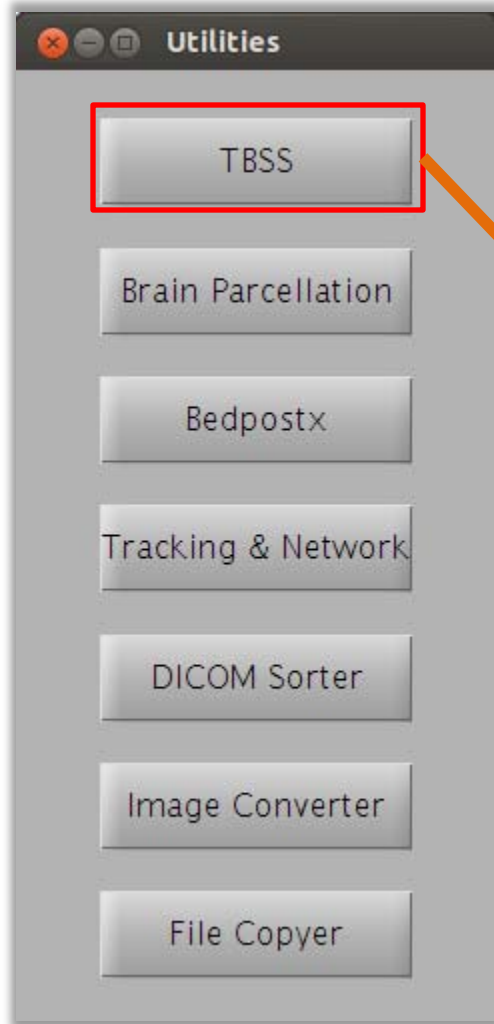 Utilities
TBSS
Brain Parcellation
Bedpostx
Tracking & Network
DICOM Sorter
Image Converter
File Copyer